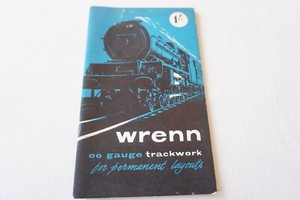 1/-
wrenn
oo gauge trackwork
for permanent layouts